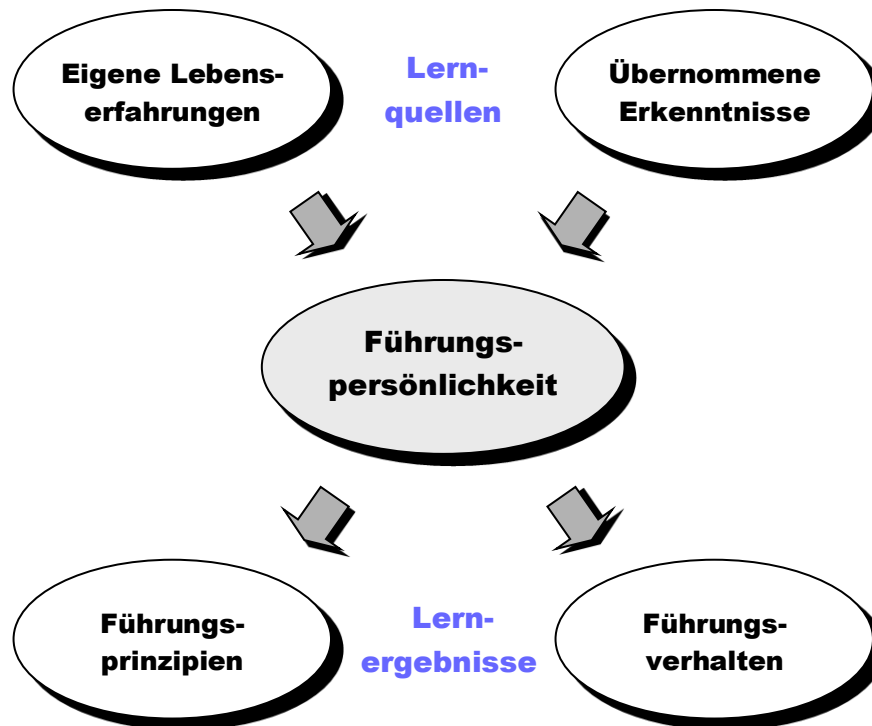 Eigene Lebens-
erfahrungen
Lern-
quellen
Übernommene
Erkenntnisse
Führungs-
persönlichkeit
Führungs-
prinzipien
Lern-
ergebnisse
Führungs-
verhalten